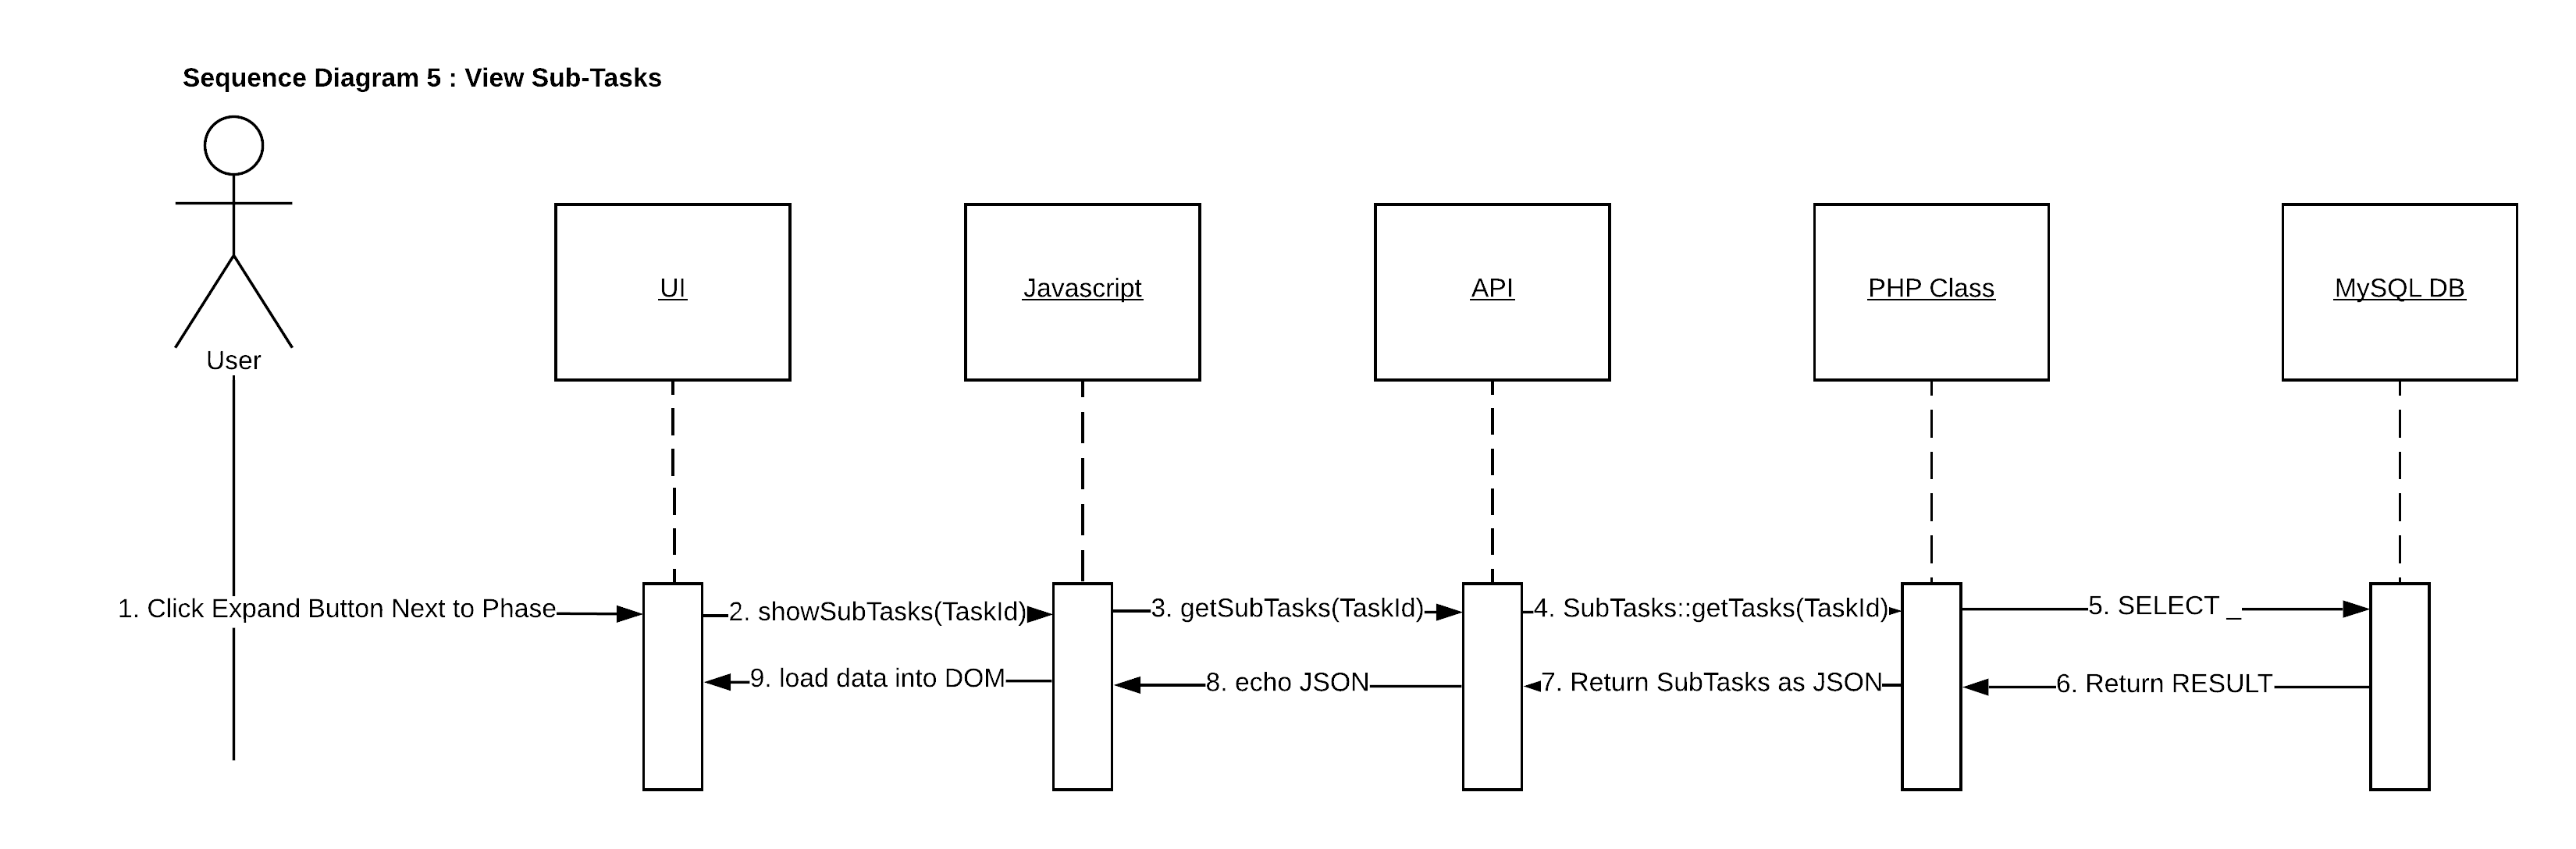 Sequence Diagram 5 : View Sub-Tasks
User
UI
Javascript
API
PHP Class
MySQL DB
1. Click Expand Button Next to Phase
2. showSubTasks(TaskId)
3. getSubTasks(TaskId)
4. SubTasks::getTasks(TaskId)
5. SELECT _
9. load data into DOM
8. echo JSON
7. Return SubTasks as JSON
6. Return RESULT